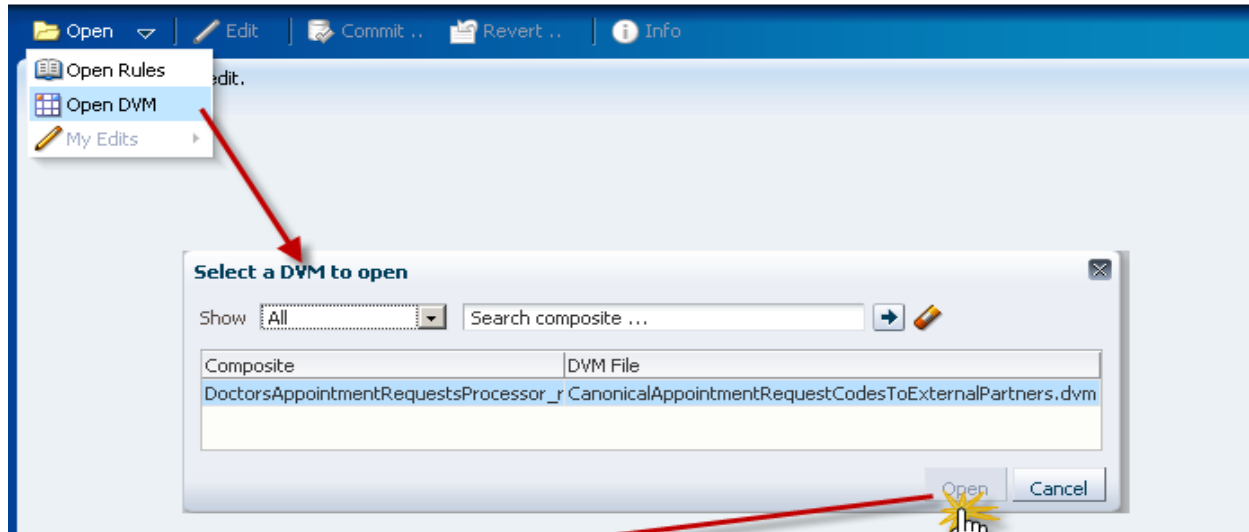 Open Edit Commit .. Revert .. Info
Open Rules edit.
Open DVM
My Edits
Select a DVM to open
Show All Search composite ...
Composite DVM File
DoctorsAppointmentRequestsProcessor_r CanonicalAppointmentRequestCodesToExternalPartners.dvm
Open Cancel